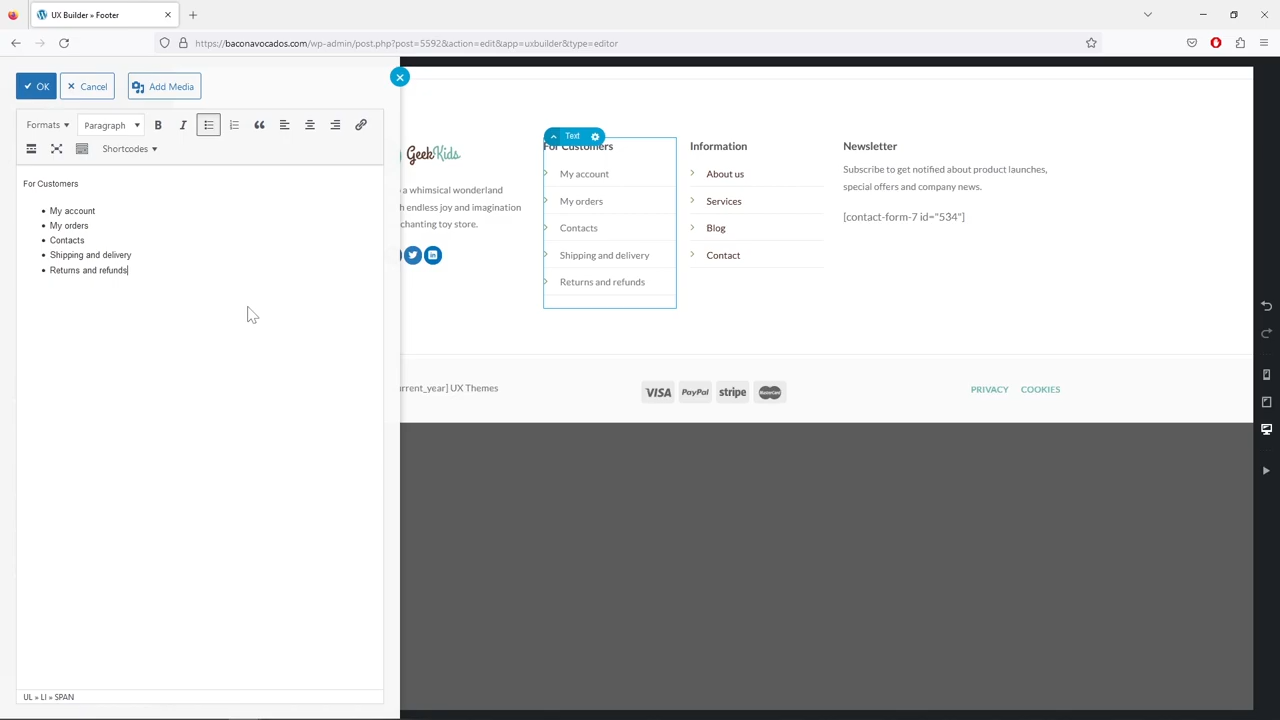 UX Builder » Footer
https://baconavocados.com/wp-admin/post.php?post=5592&action=edit&app=uxbuilder&type=editor
OK
Cancel
Add Media
Formats
Paragraph
B
I
Shortcodes
For Customers
My account
My orders
Contacts
Shipping and delivery
Returns and refunds
UL » LI » SPAN
GeekKids
a whimsical wonderland
endless joy and imagination
toy store.
Text
For Customers
My account
My orders
Contacts
Shipping and delivery
Returns and refunds
Information
About us
Services
Blog
Contact
Newsletter
Subscribe to get notified about product launches,
special offers and company news.
[contact-form-7 id="534"]
urrent_year] UX Themes
VISA
PayPal
stripe
MasterCard
PRIVACY
COOKIES